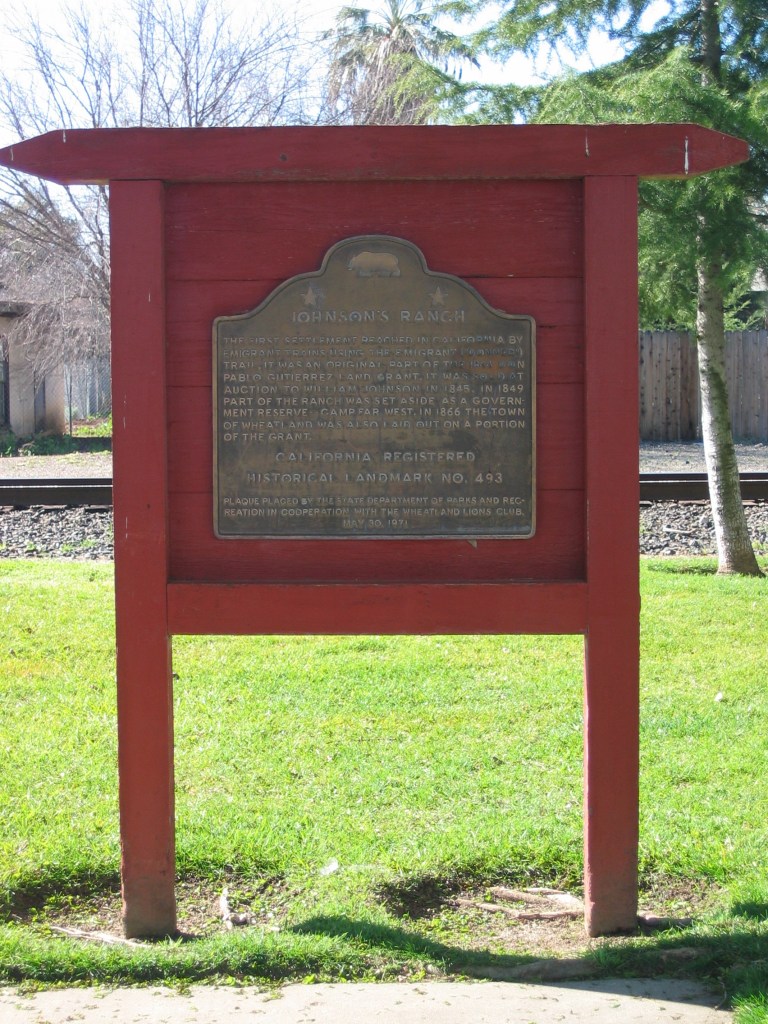 JOHNSON'S RANCH
THE FIRST SETTLEMENT REACHED IN CALIFORNIA BY
EMIGRANT TRAINS USING THE EMIGRANT
TRAIL, IT WAS AN ORIGINAL PART OF
PABLO GUTIERREZ LAND GRANT. IT WAS AT
AUCTION TO WILLIAM JOHNSON IN 1845. IN 1849
PART OF THE RANCH WAS SET ASIDE AS A GOVERN-
MENT RESERVE- CAMP FAR WEST. IN 1866 THE TOWN
OF WHEATLAND WAS ALSO LAID OUT ON A PORTION
OF THE GRANT.
CALIFORNIA REGISTERED
HISTORICAL LANDMARK NO. 493
PLAQUE PLACED BY THE STATE DEPARTMENT OF PARKS AND REC-
REATION IN COOPERATION WITH THE WHEATLAND LIONS CLUB.
MAY 30, 1971